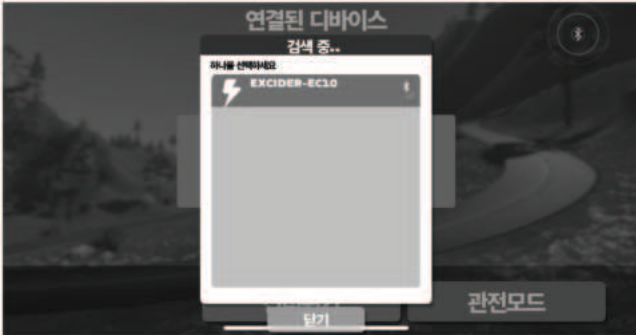 연결된 디바이스
검색 중..
하나를 선택하세요
EXCIDER-EC10
관전모드
닫기